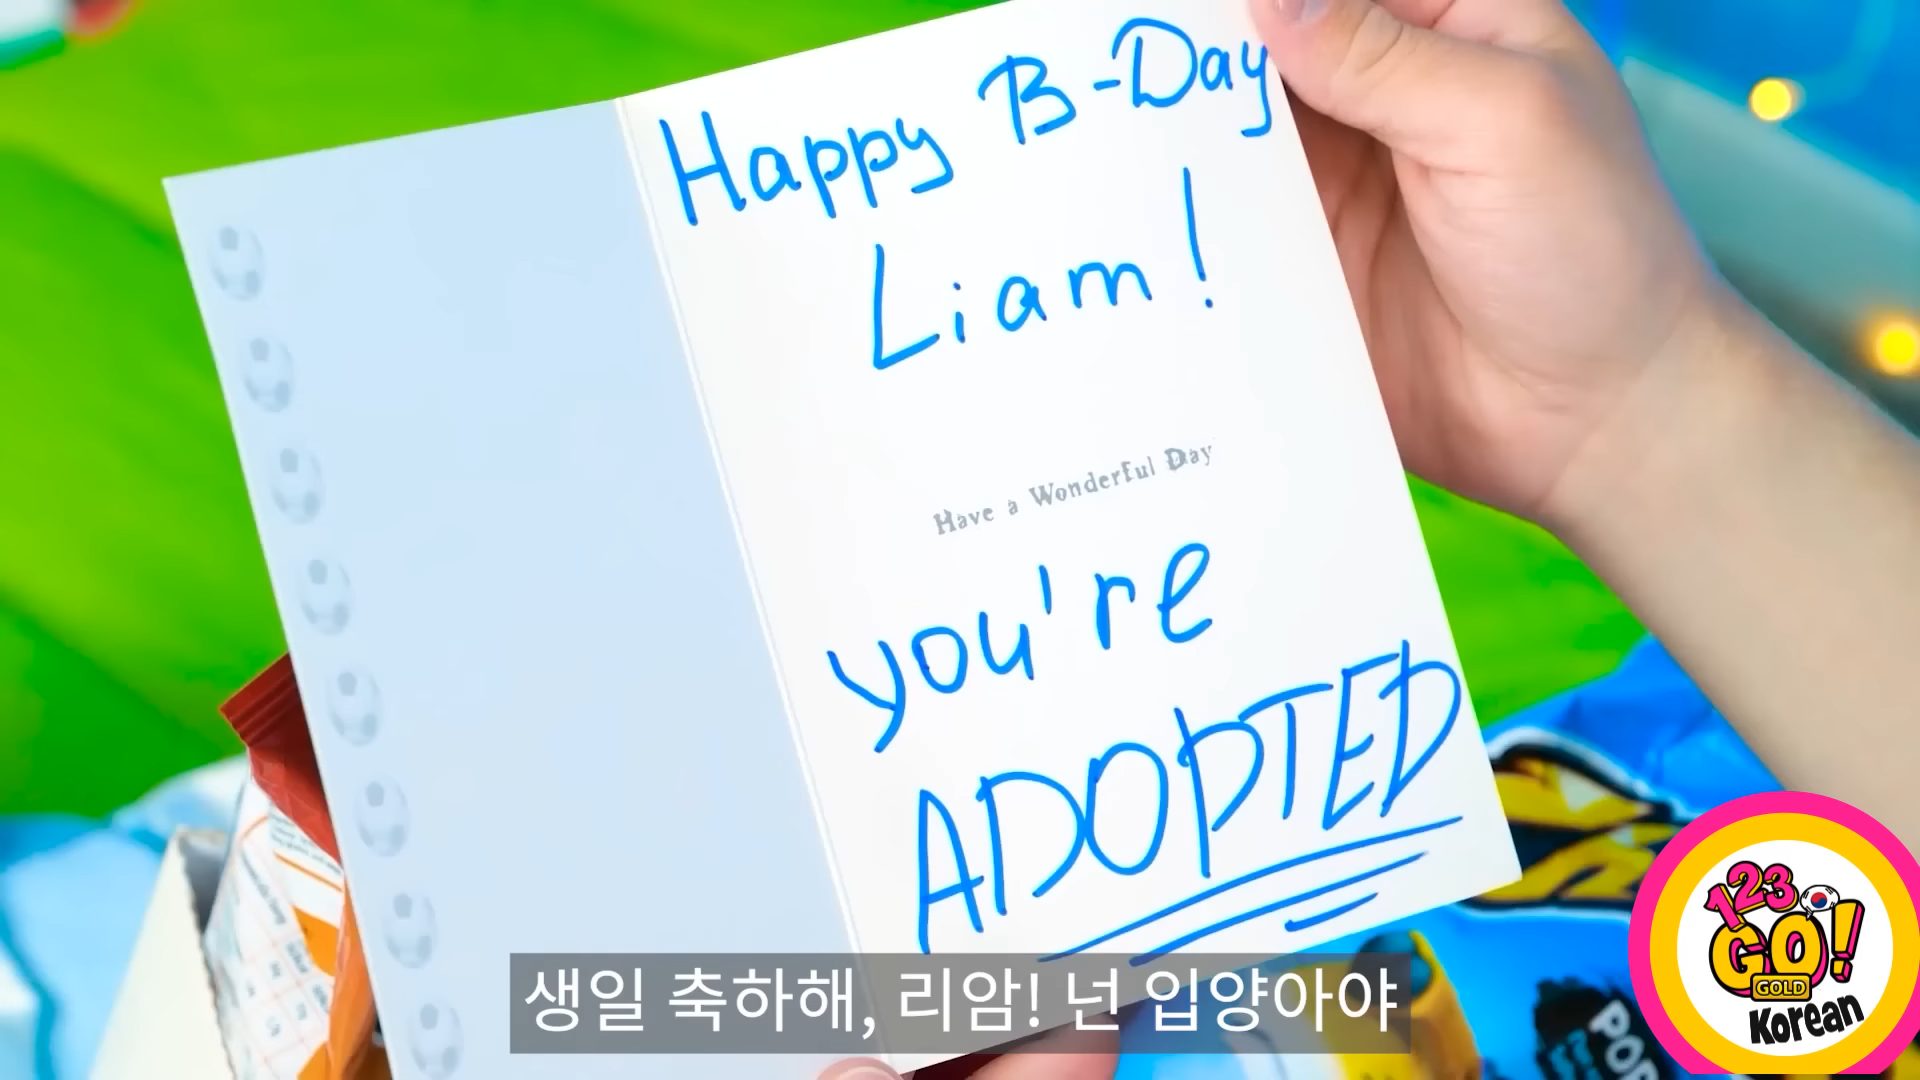 Happy B-Day
Liam!
Have a Wonderful Day
you're
ADOPTED
생일 축하해, 리암! 넌 입양아야
123
GO!
GOLD
Korean